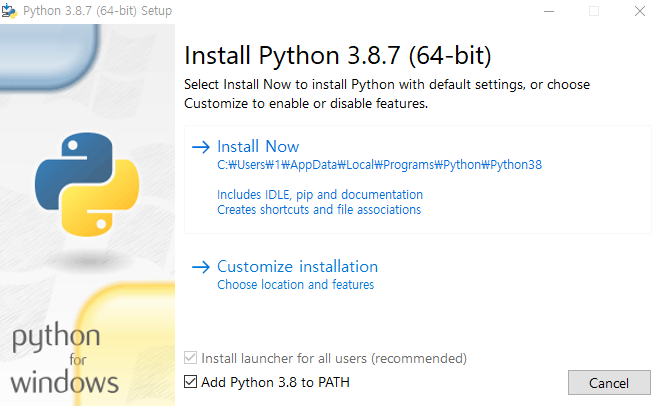 Python 3.8.7 (64-bit) Setup
Install Python 3.8.7 (64-bit)
Select Install Now to install Python with default settings, or choose
Customize to enable or disable features.
Install Now
C:₩Users₩1₩AppData₩Local₩Programs₩Python₩Python38
Includes IDLE, pip and documentation
Creates shortcuts and file associations
Customize installation
Choose location and features
python
for
windows
Install launcher for all users (recommended)
Add Python 3.8 to PATH
Cancel